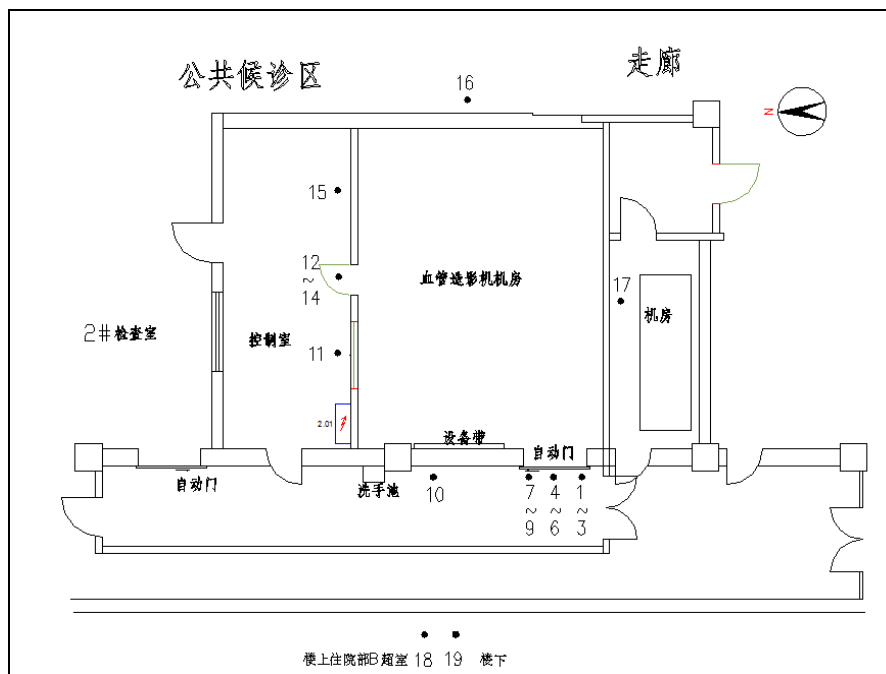 公共候诊区
走廊
16
N
15
12
~
14
血管造影机机房
17
机房
2#检查室
控制室
11
2.01
设备带
自动门
自动门
洗手池
10
7
~
9
4
~
6
1
~
3
楼上住院部B超室 18 19 楼下